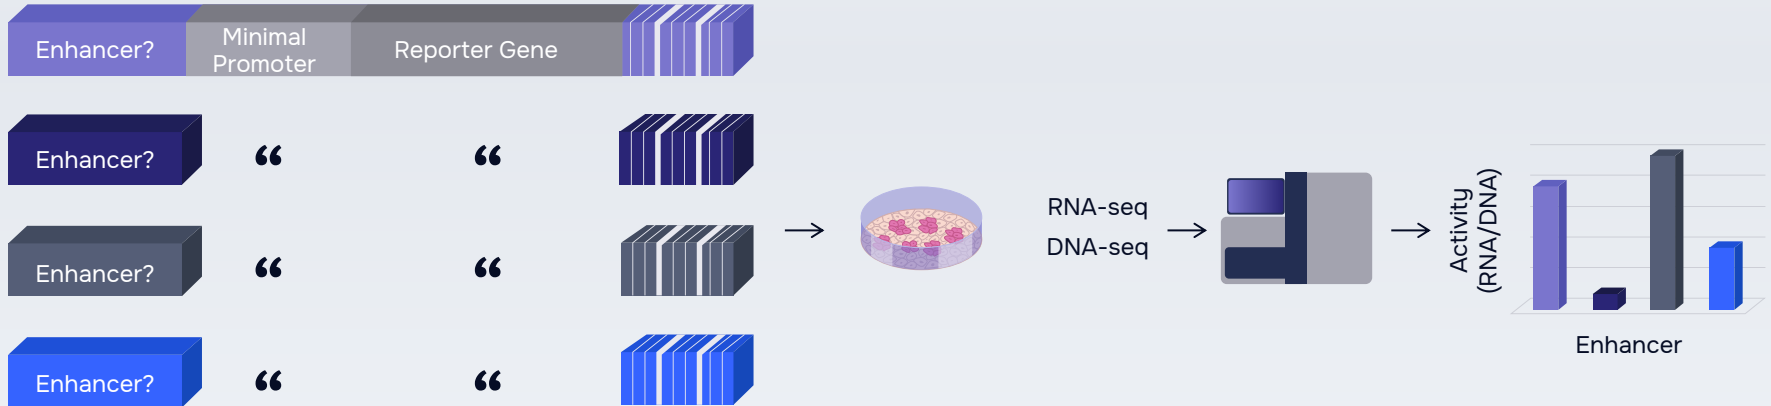 Enhancer?
Minimal
Promoter
Reporter Gene
Enhancer?
“
“
Enhancer?
“
“
Enhancer?
“
“
RNA-seq
DNA-seq
Activity
(RNA/DNA)
Enhancer